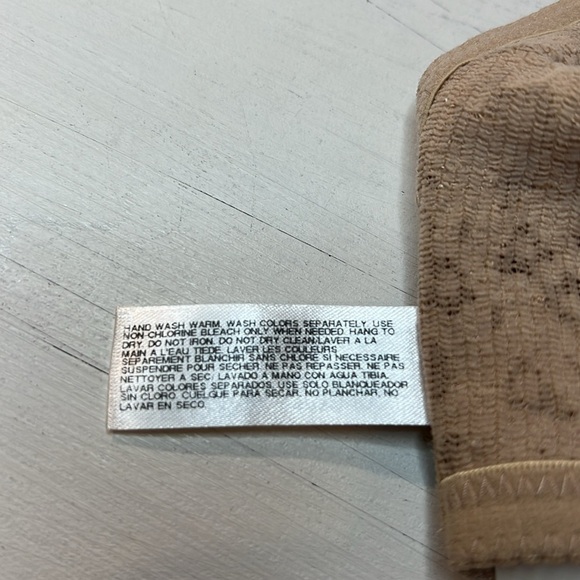 HAND WASH WARM. WASH COLORS SEPARATELY. USE
NON-CHLORINE BLEACH ONLY WHEN NEEDED. HANG TO
DRY. DO NOT IRON. DO NOT DRY CLEAN/LAVER A LA
MAIN A L'EAU TIEDE. LAVER LES COULEURS
SEPAREMENT BLANCHIR SANS CHLORE SI NECESSAIRE
SUSPENDRE POUR SECHER. NE PAS REPASSER. NE PAS
NETTOYER A SEC. LAVADO A MANO CON AGUA TIBIA.
LAVAR COLORES SEPARADOS. USE SOLO BLANQUEADOR
SIN CLORO. CUELGUE PARA SECAR. NO PLANCHAR. NO
LAVAR EN SECO.